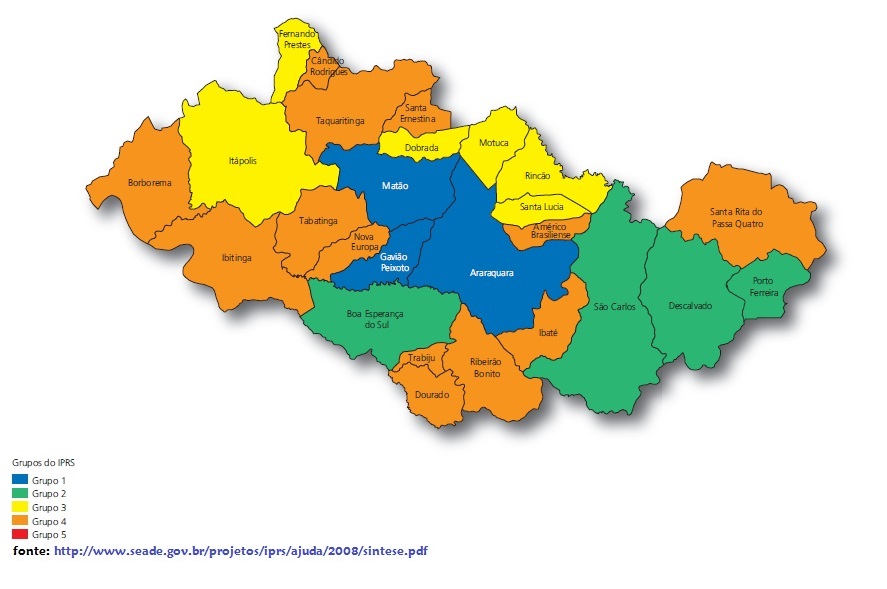 Fernando
Prestes
Cândido
Rodrigues
Taquaritinga
Santa
Ernestina
Dobrada
Motuca
Itápolis
Rincão
Borborema
Matão
Santa Lucia
Santa Rita do
Passa Quatro
Tabatinga
Américo
Brasiliense
Nova
Europa
Ibitinga
Gavião
Peixoto
Araraquara
Porto
Ferreira
São Carlos
Descalvado
Boa Esperança
do Sul
Ibaté
Trabiju
Ribeirão
Bonito
Dourado
Grupos do IPRS
Grupo 1
Grupo 2
Grupo 3
Grupo 4
Grupo 5
fonte: http://www.seade.gov.br/projetos/iprs/ajuda/2008/sintese.pdf